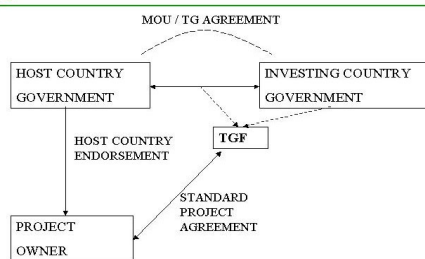 MOU / TG AGREEMENT
HOST COUNTRY
GOVERNMENT
INVESTING COUNTRY
GOVERNMENT
HOST COUNTRY
ENDORSEMENT
TGF
STANDARD
PROJECT
AGREEMENT
PROJECT
OWNER